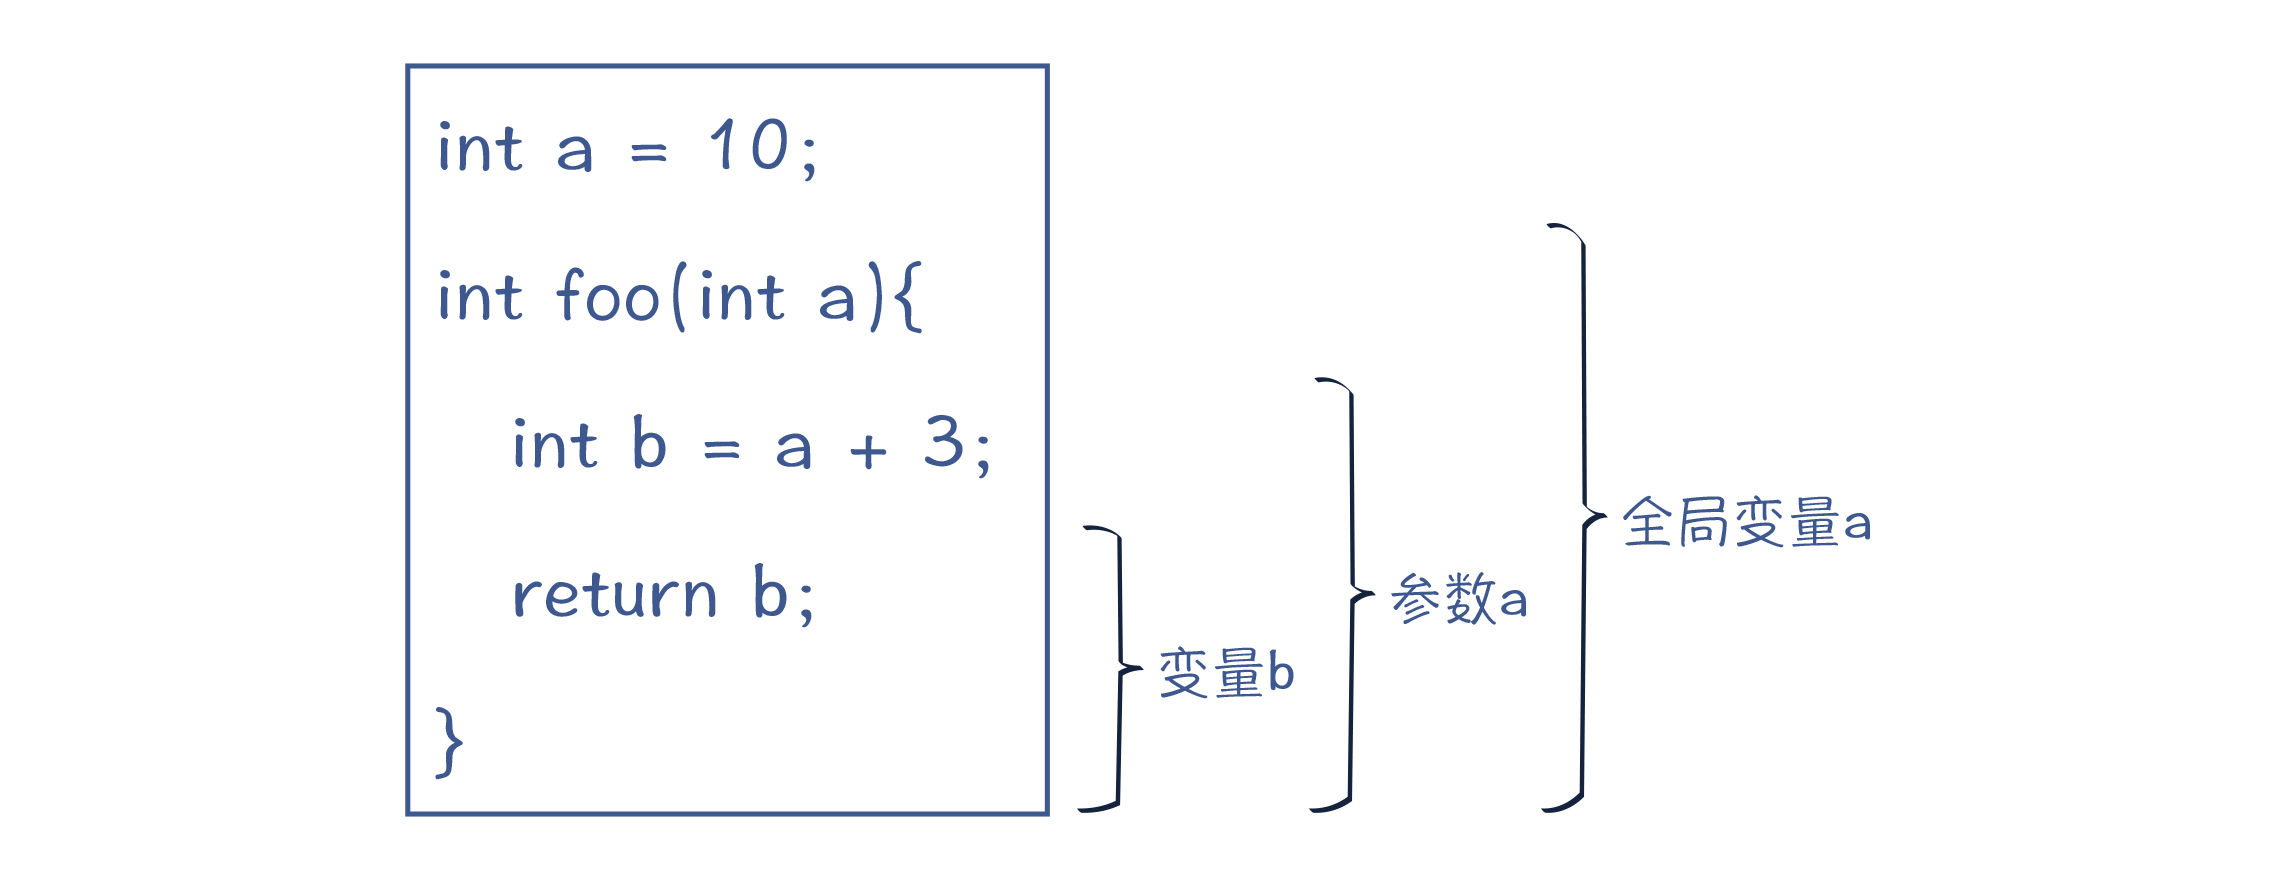 int a = 10;
int foo(int a){
int b = a + 3;
return b;
}
变量b
参数a
全局变量a